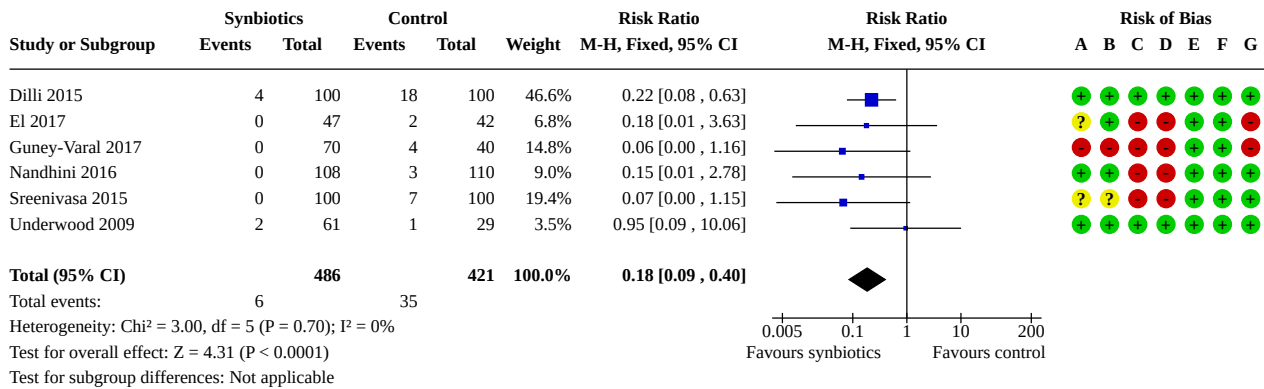 Synbiotics Control Risk Ratio Risk Ratio Risk of Bias
Study or Subgroup Events Total Events Total Weight M-H, Fixed, 95% CI M-H, Fixed, 95% CI A B C D E F G
Dilli 2015 4 100 18 100 46.6% 0.22 [0.08 , 0.63] + + + + + + +
El 2017 0 47 2 42 6.8% 0.18 [0.01 , 3.63] ? + - - + + -
Guney-Varal 2017 0 70 4 40 14.8% 0.06 [0.00 , 1.16] - - - - + + -
Nandhini 2016 0 108 3 110 9.0% 0.15 [0.01 , 2.78] + + - - + + +
Sreenivasa 2015 0 100 7 100 19.4% 0.07 [0.00 , 1.15] ? ? - - + + +
Underwood 2009 2 61 1 29 3.5% 0.95 [0.09 , 10.06] + + + + + + +
Total (95% CI) 486 421 100.0% 0.18 [0.09 , 0.40]
Total events: 6 35
Heterogeneity: Chi² = 3.00, df = 5 (P = 0.70); I² = 0%
0.005 0.1 1 10 200
Test for overall effect: Z = 4.31 (P < 0.0001)
Favours synbiotics Favours control
Test for subgroup differences: Not applicable